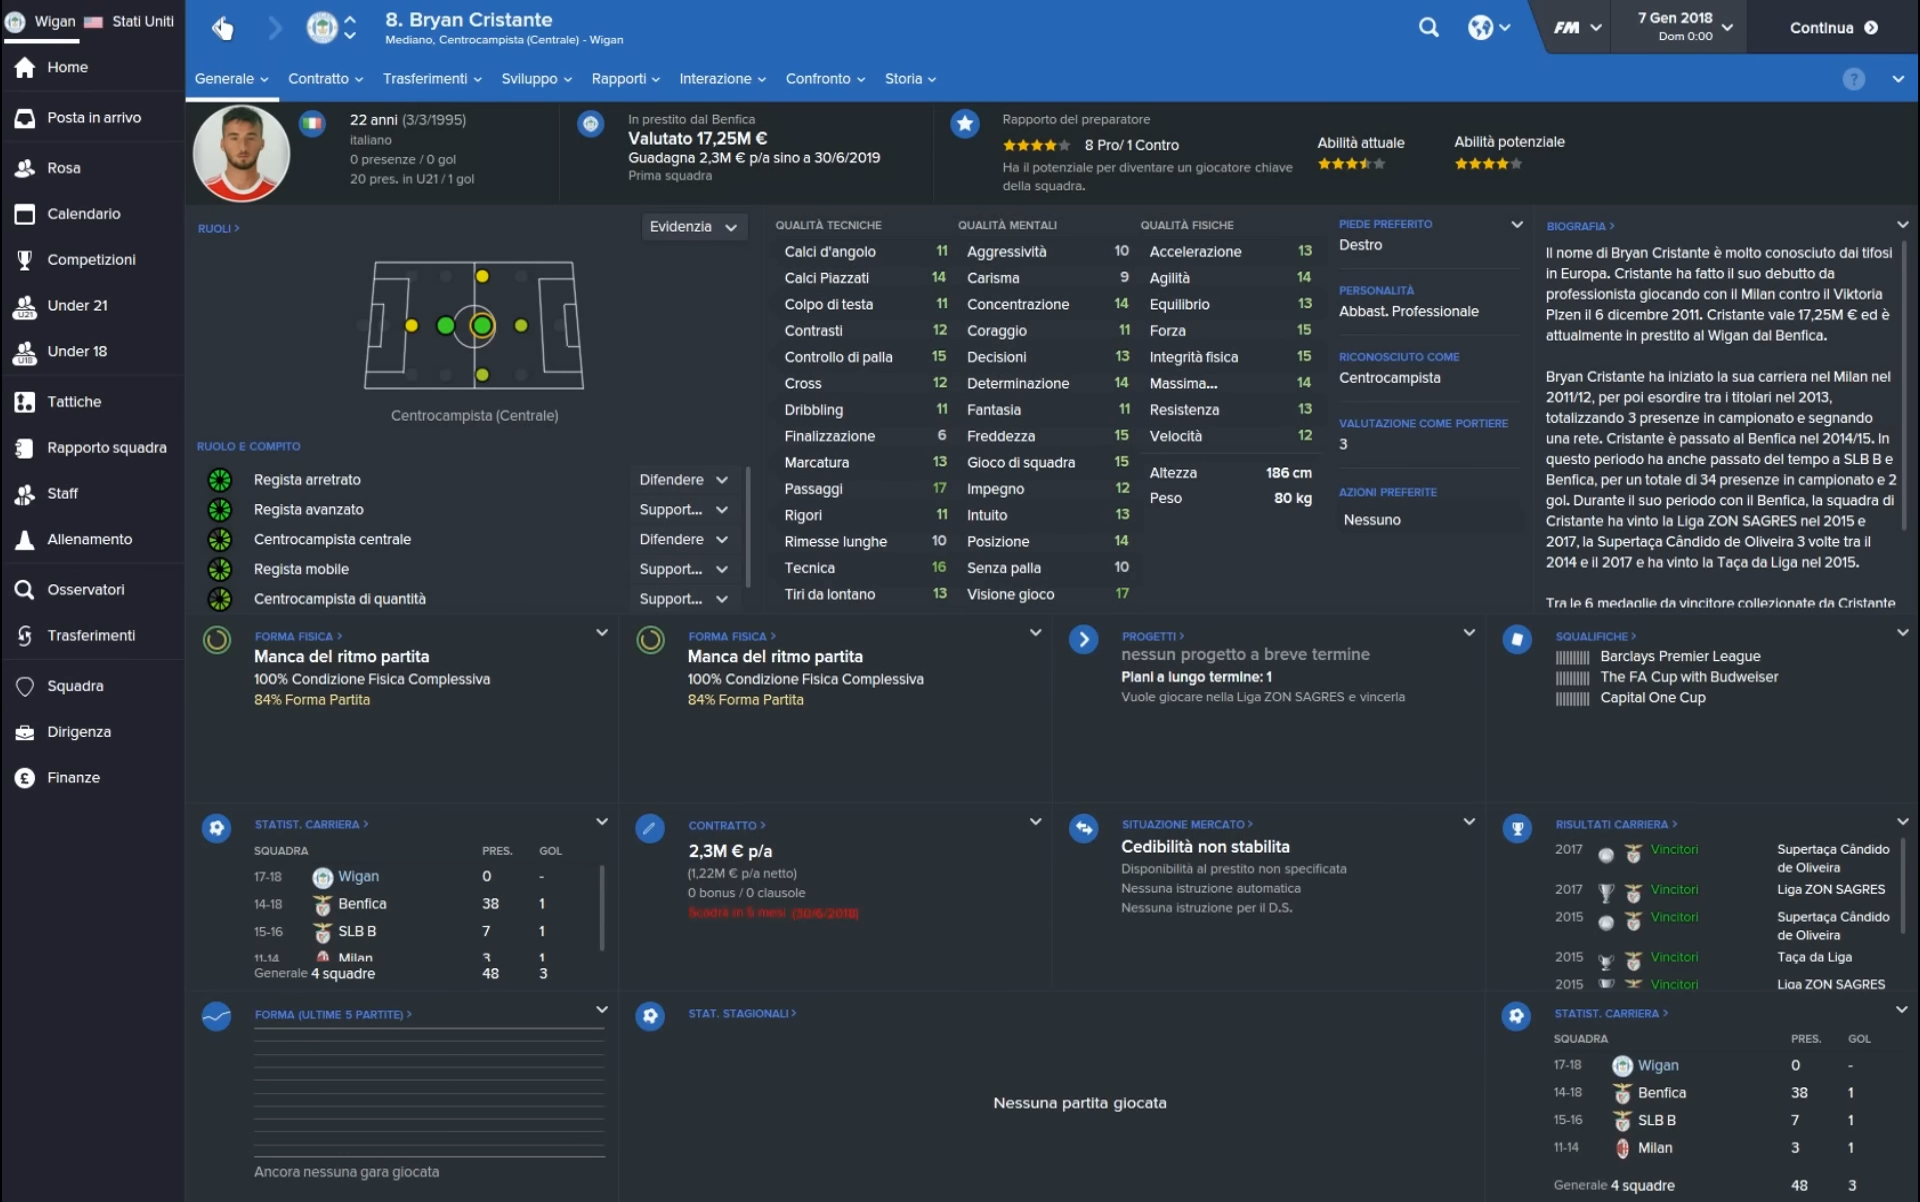 Wigan Stati Uniti
8. Bryan Cristante
Mediano, Centrocampista (Centrale) - Wigan
FM
7 Gen 2018
Dom 0:00
Continua
Generale Contratto Trasferimenti Sviluppo Rapporti Interazione Confronto Storia
?
Home
Posta in arrivo
Rosa
Calendario
Competizioni
U21 Under 21
U18 Under 18
Tattiche
Rapporto squadra
Staff
Allenamento
Osservatori
Trasferimenti
Squadra
Dirigenza
£ Finanze
22 anni (3/3/1995)
italiano
0 presenze / 0 gol
20 pres. in U21 / 1 gol
In prestito dal Benfica
Valutato 17,25M €
Guadagna 2,3M € p/a sino a 30/6/2019
Prima squadra
Rapporto del preparatore
8 Pro/ 1 Contro
Ha il potenziale per diventare un giocatore chiave
della squadra.
Abilità attuale
Abilità potenziale
RUOLI >
Evidenzia
Centrocampista (Centrale)
RUOLO E COMPITO
Regista arretrato Difendere
Regista avanzato Support...
Centrocampista centrale Difendere
Regista mobile Support...
Centrocampista di quantità Support...
QUALITÀ TECNICHE
Calci d'angolo 11
Calci Piazzati 14
Colpo di testa 11
Contrasti 12
Controllo di palla 15
Cross 12
Dribbling 11
Finalizzazione 6
Marcatura 13
Passaggi 17
Rigori 11
Rimesse lunghe 10
Tecnica 16
Tiri da lontano 13
QUALITÀ MENTALI
Aggressività 10
Carisma 9
Concentrazione 14
Coraggio 11
Decisioni 13
Determinazione 14
Fantasia 11
Freddezza 15
Gioco di squadra 15
Impegno 12
Intuito 13
Posizione 14
Senza palla 10
Visione gioco 17
QUALITÀ FISICHE
Accelerazione 13
Agilità 14
Equilibrio 13
Forza 15
Integrità fisica 15
Massima... 14
Resistenza 13
Velocità 12
Altezza 186 cm
Peso 80 kg
PIEDE PREFERITO
Destro
PERSONALITÀ
Abbast. Professionale
RICONOSCIUTO COME
Centrocampista
VALUTAZIONE COME PORTIERE
3
AZIONI PREFERITE
Nessuno
BIOGRAFIA >
Il nome di Bryan Cristante è molto conosciuto dai tifosi
in Europa. Cristante ha fatto il suo debutto da
professionista giocando con il Milan contro il Viktoria
Plzen il 6 dicembre 2011. Cristante vale 17,25M € ed è
attualmente in prestito al Wigan dal Benfica.
Bryan Cristante ha iniziato la sua carriera nel Milan nel
2011/12, per poi esordire tra i titolari nel 2013,
totalizzando 3 presenze in campionato e segnando
una rete. Cristante è passato al Benfica nel 2014/15. In
questo periodo ha anche passato del tempo a SLB B e
Benfica, per un totale di 34 presenze in campionato e 2
gol. Durante il suo periodo con il Benfica, la squadra di
Cristante ha vinto la Liga ZON SAGRES nel 2015 e
2017, la Supertaça Cândido de Oliveira 3 volte tra il
2014 e il 2017 e ha vinto la Taça da Liga nel 2015.
Tra le 6 medaglie da vincitore collezionate da Cristante
FORMA FISICA >
Manca del ritmo partita
100% Condizione Fisica Complessiva
84% Forma Partita
FORMA FISICA >
Manca del ritmo partita
100% Condizione Fisica Complessiva
84% Forma Partita
PROGETTI >
nessun progetto a breve termine
Piani a lungo termine: 1
Vuole giocare nella Liga ZON SAGRES e vincerla
SQUALIFICHE >
Barclays Premier League
The FA Cup with Budweiser
Capital One Cup
STATIST. CARRIERA >
SQUADRA PRES. GOL
17-18 Wigan 0 -
14-18 Benfica 38 1
15-16 SLB B 7 1
11-14 Milan 3 1
Generale 4 squadre 48 3
CONTRATTO >
2,3M € p/a
(1,22M € p/a netto)
0 bonus / 0 clausole
Scadrà in 5 mesi (30/6/2018)
SITUAZIONE MERCATO >
Cedibilità non stabilita
Disponibilità al prestito non specificata
Nessuna istruzione automatica
Nessuna istruzione per il D.S.
RISULTATI CARRIERA >
2017 Vincitori Supertaça Cândido
de Oliveira
2017 Vincitori Liga ZON SAGRES
2015 Vincitori Supertaça Cândido
de Oliveira
2015 Vincitori Taça da Liga
2015 Vincitori Liga ZON SAGRES
FORMA (ULTIME 5 PARTITE) >
Ancora nessuna gara giocata
STAT. STAGIONALI >
Nessuna partita giocata
STATIST. CARRIERA >
SQUADRA PRES. GOL
17-18 Wigan 0 -
14-18 Benfica 38 1
15-16 SLB B 7 1
11-14 Milan 3 1
Generale 4 squadre 48 3